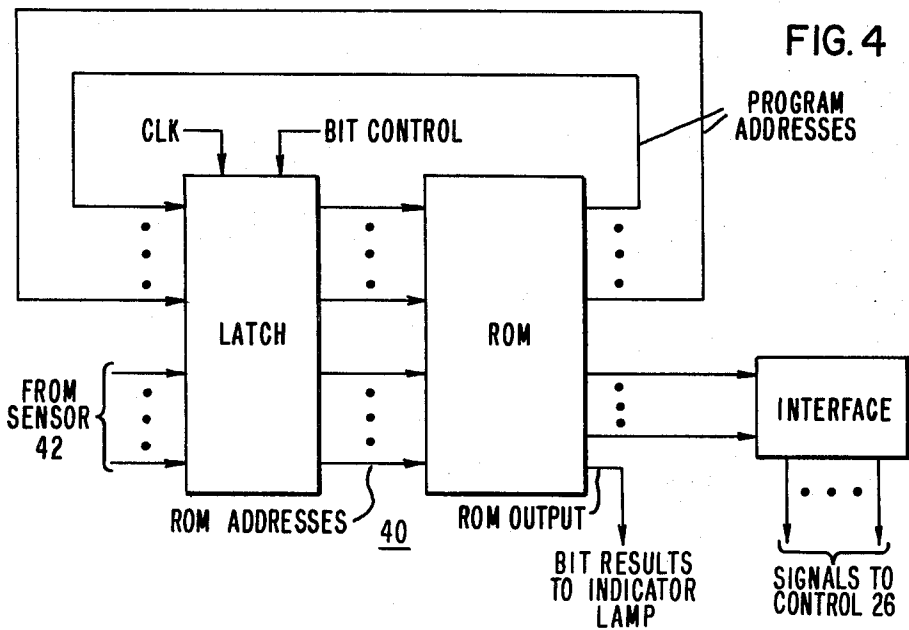 FIG. 4
PROGRAM
ADDRESSES
CLK
BIT CONTROL
LATCH
ROM
FROM
SENSOR
42
INTERFACE
ROM ADDRESSES
40
ROM OUTPUT
BIT RESULTS
TO INDICATOR
LAMP
SIGNALS TO
CONTROL 26